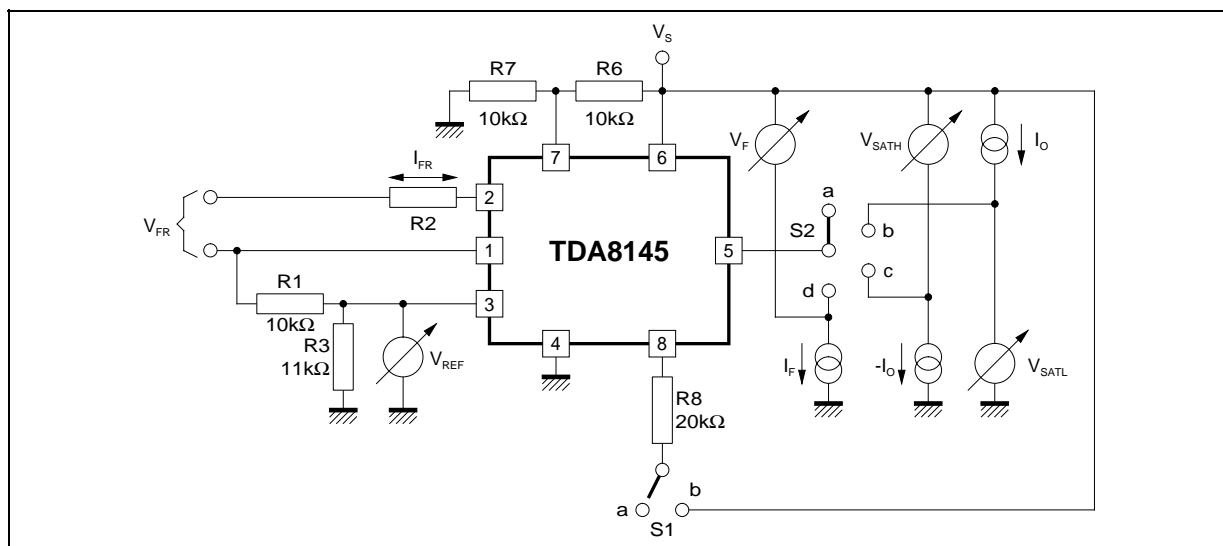 V_S
R7
R6
10kΩ
10kΩ
7
6
V_F
V_SATH
I_O
I_FR
2
R2
V_FR
1
TDA8145
5
S2
a
b
c
d
R1
10kΩ
3
R3
11kΩ
V_REF
4
8
I_F
-I_O
V_SATL
R8
20kΩ
a
b
S1